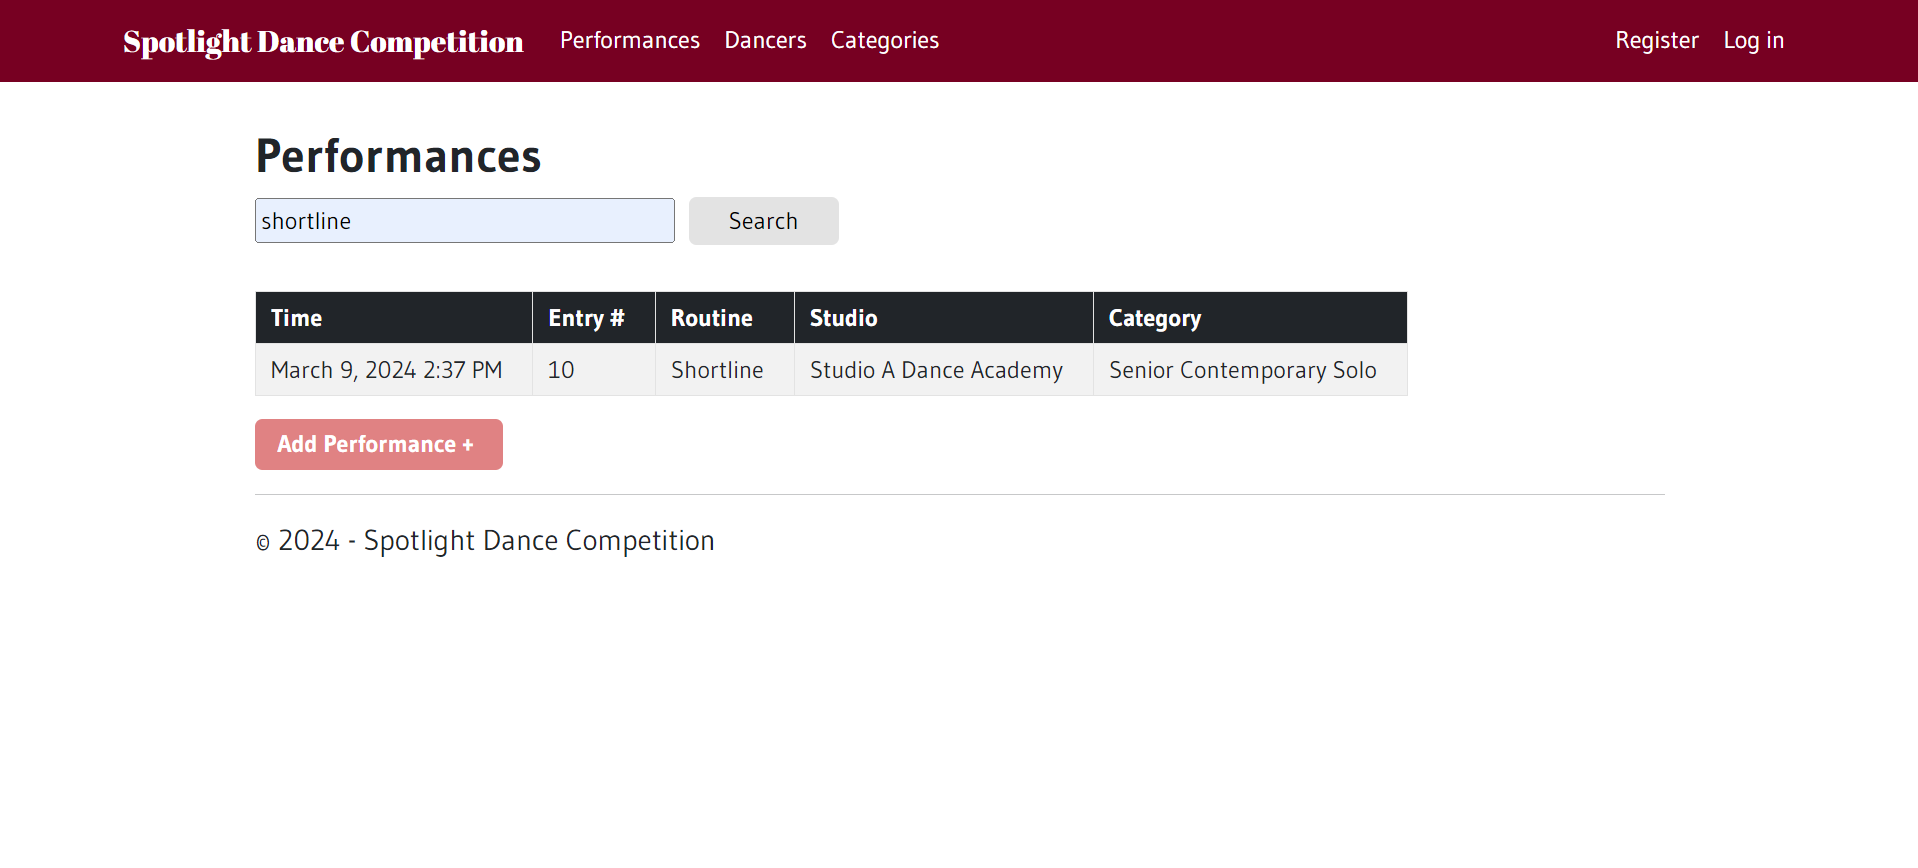 Spotlight Dance Competition Performances Dancers Categories Register Log in
Performances
shortline Search
Time Entry # Routine Studio Category
March 9, 2024 2:37 PM 10 Shortline Studio A Dance Academy Senior Contemporary Solo
Add Performance +
© 2024 - Spotlight Dance Competition